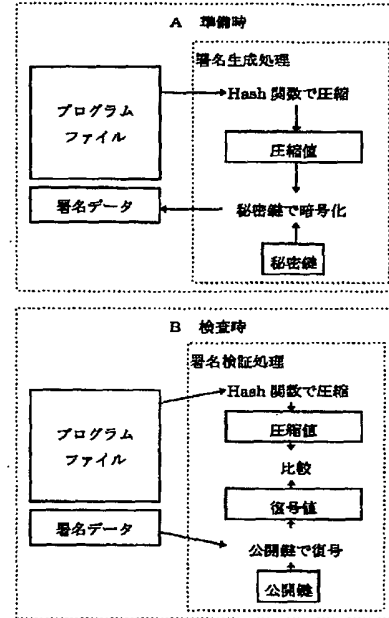 A 準備時
署名生成処理
プログラム
ファイル
Hash 関数で圧縮
圧縮値
署名データ
秘密鍵で暗号化
秘密鍵
B 検査時
署名検証処理
プログラム
ファイル
Hash 関数で圧縮
圧縮値
比較
復号値
署名データ
公開鍵で復号
公開鍵